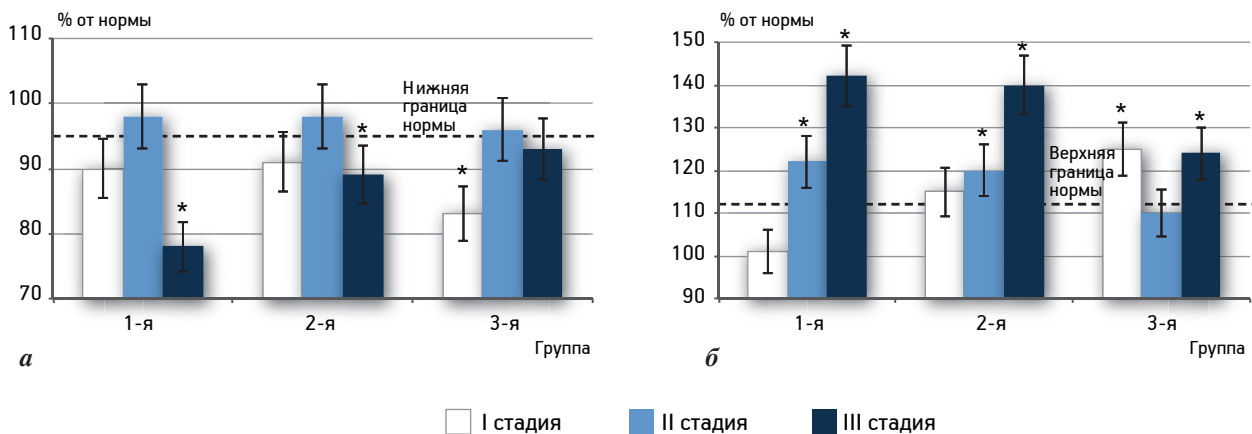 % от нормы
110
100
90
80
70
Нижняя
граница
нормы
*
*
*
1-я
2-я
3-я
Группа
а
% от нормы
150
140
130
120
110
100
90
Верхняя
граница
нормы
*
*
*
*
*
*
1-я
2-я
3-я
Группа
б
I стадия
II стадия
III стадия